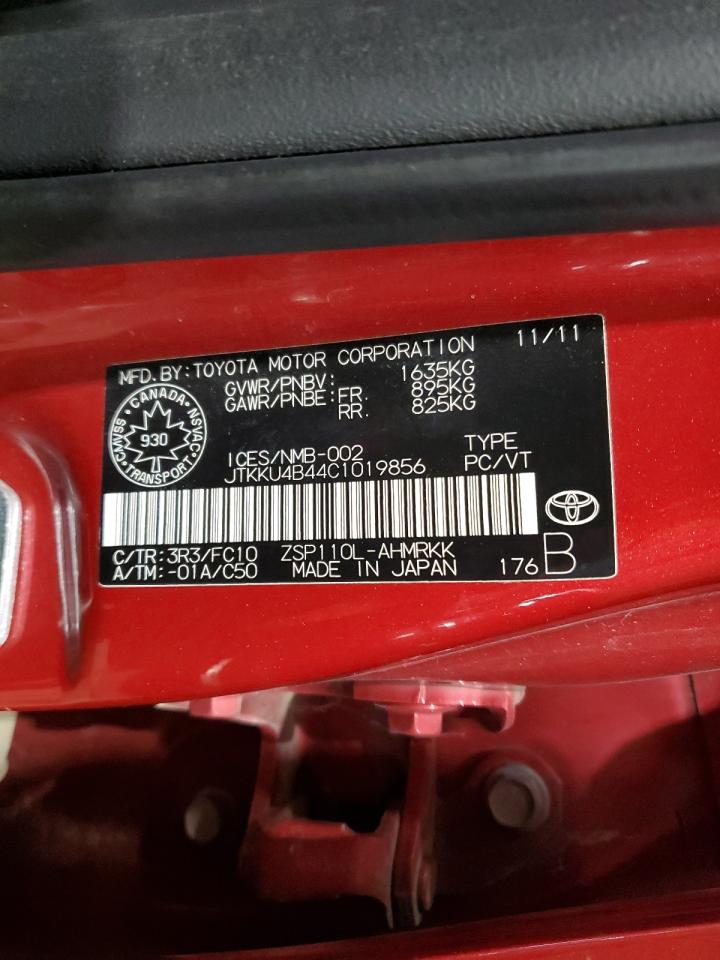 MFD. BY: TOYOTA MOTOR CORPORATION 11/11
GVWR/PNBV: 1635KG
GAWR/PNBE: FR. 895KG
RR. 825KG
CANADA
CMVSS NSVAC
930
TRANSPORT
ICES/NMB-002 TYPE
JTKKU4B44C1019856 PC/VT
C/TR: 3R3/FC10 ZSP110L-AHMRKK
A/TM: -01A/C50 MADE IN JAPAN 176 B